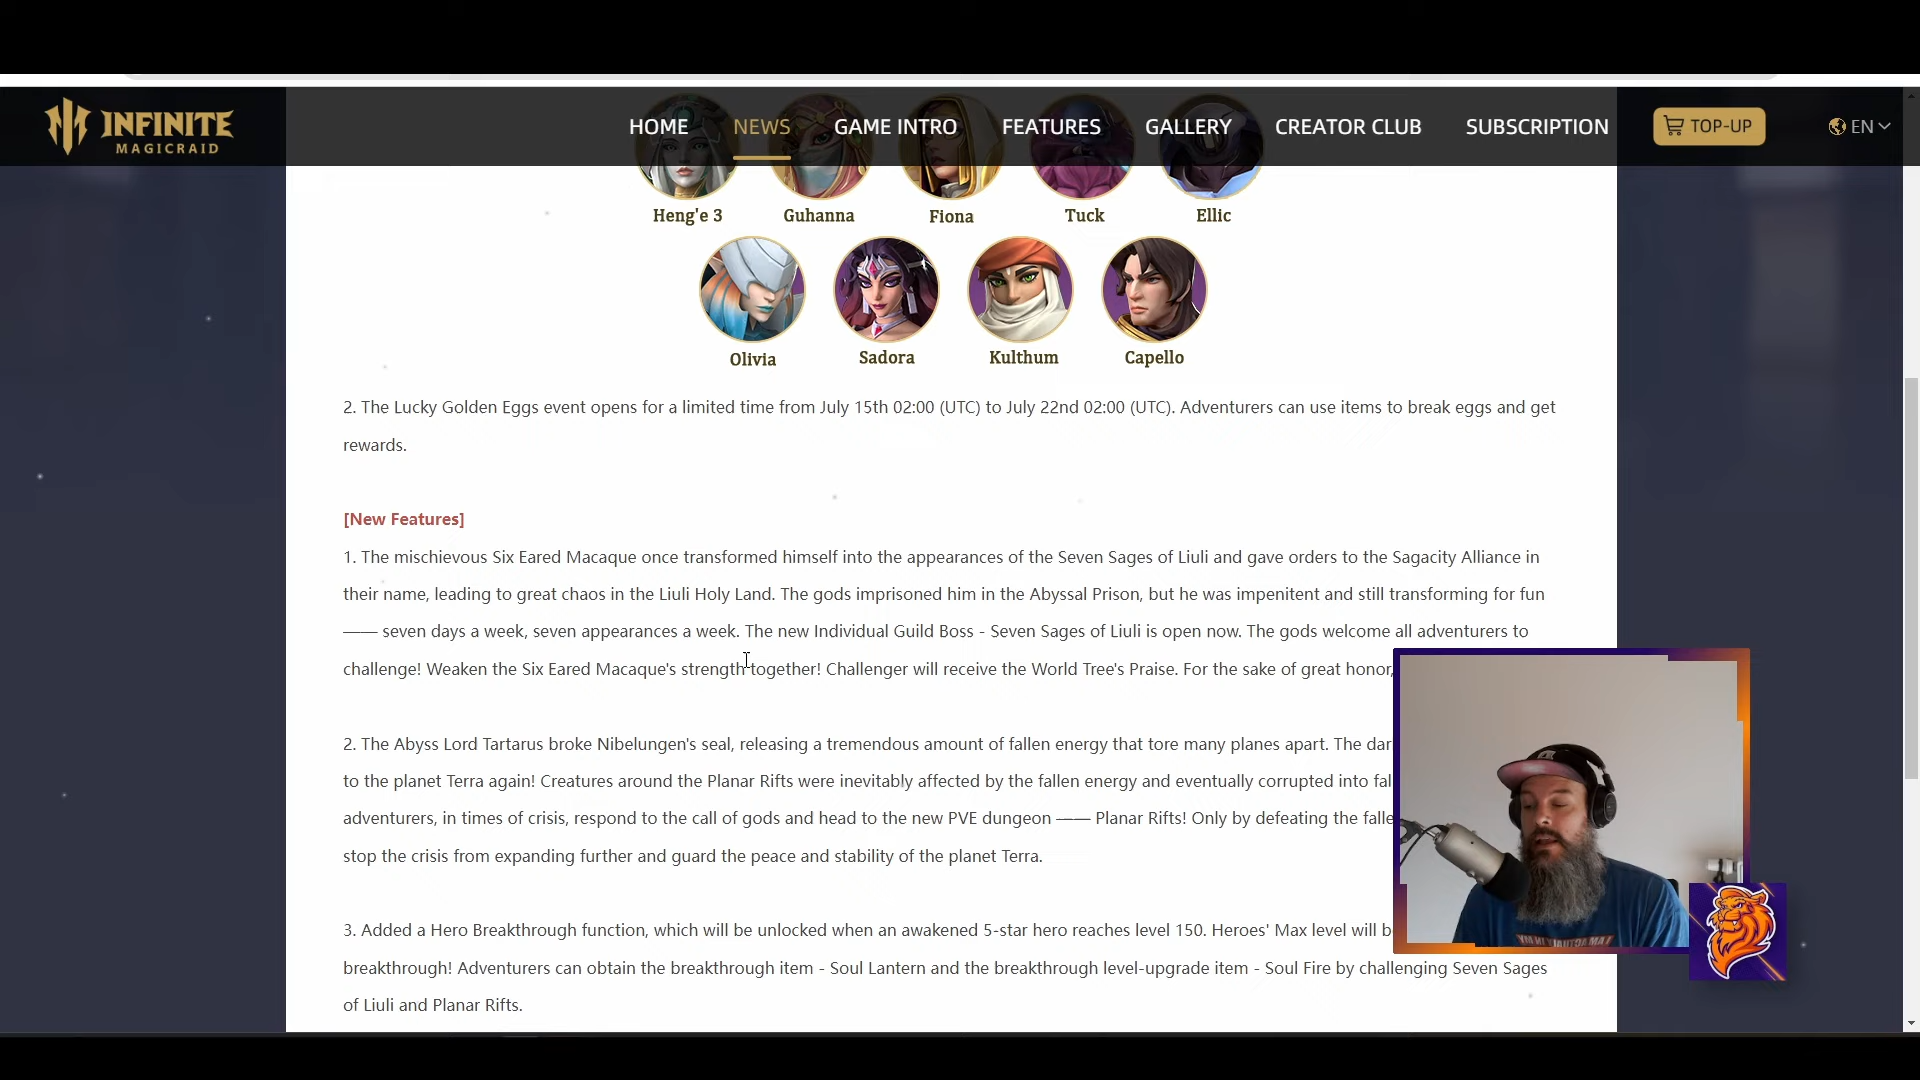 INFINITE
MAGICRAID
HOME NEWS GAME INTRO FEATURES GALLERY CREATOR CLUB SUBSCRIPTION TOP-UP EN
Heng'e 3 Guhanna Fiona Tuck Ellic
Olivia Sadora Kulthum Capello
2. The Lucky Golden Eggs event opens for a limited time from July 15th 02:00 (UTC) to July 22nd 02:00 (UTC). Adventurers can use items to break eggs and get
rewards.
[New Features]
1. The mischievous Six Eared Macaque once transformed himself into the appearances of the Seven Sages of Liuli and gave orders to the Sagacity Alliance in
their name, leading to great chaos in the Liuli Holy Land. The gods imprisoned him in the Abyssal Prison, but he was impenitent and still transforming for fun
—— seven days a week, seven appearances a week. The new Individual Guild Boss - Seven Sages of Liuli is open now. The gods welcome all adventurers to
challenge! Weaken the Six Eared Macaque's strength together! Challenger will receive the World Tree's Praise. For the sake of great honor,
2. The Abyss Lord Tartarus broke Nibelungen's seal, releasing a tremendous amount of fallen energy that tore many planes apart. The dar
to the planet Terra again! Creatures around the Planar Rifts were inevitably affected by the fallen energy and eventually corrupted into fal
adventurers, in times of crisis, respond to the call of gods and head to the new PVE dungeon —— Planar Rifts! Only by defeating the falle
stop the crisis from expanding further and guard the peace and stability of the planet Terra.
3. Added a Hero Breakthrough function, which will be unlocked when an awakened 5-star hero reaches level 150. Heroes' Max level will b
breakthrough! Adventurers can obtain the breakthrough item - Soul Lantern and the breakthrough level-upgrade item - Soul Fire by challenging Seven Sages
of Liuli and Planar Rifts.